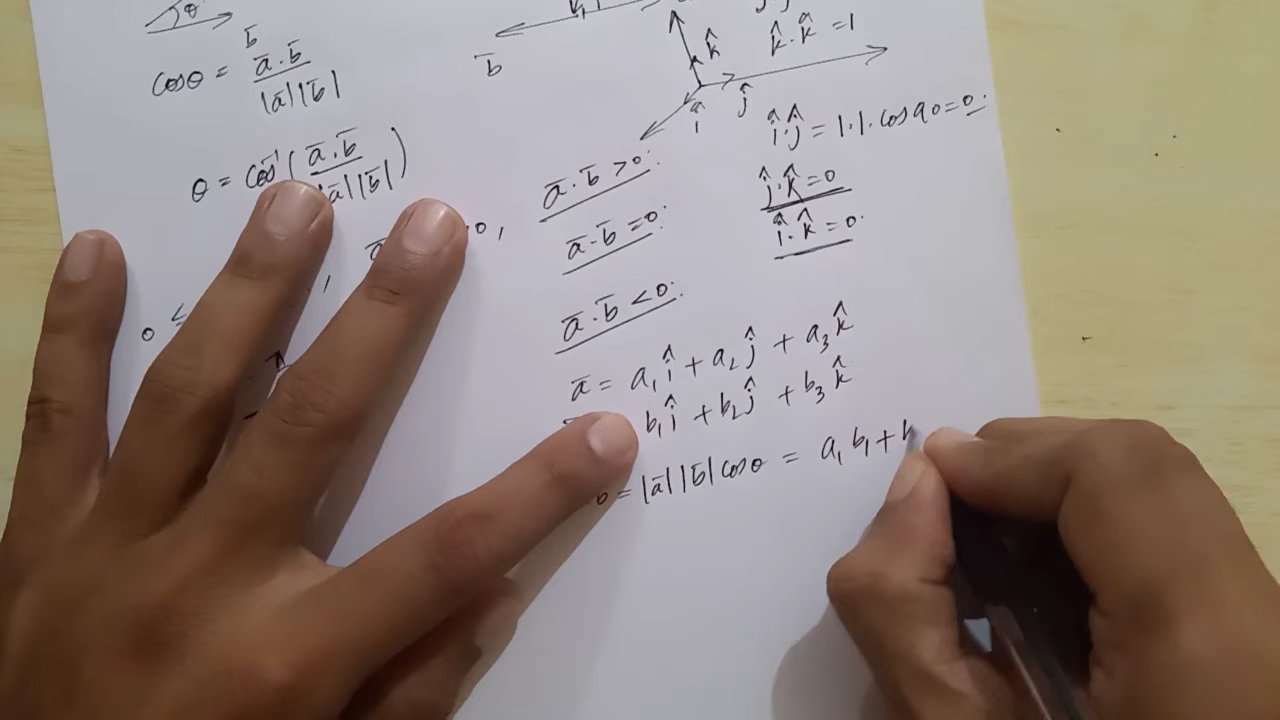 θ
b̅
cosθ = a̅.b̅ / |a̅||b̅|
θ = cos⁻¹(a̅.b̅ / |a̅||b̅|)
0 ≤
b̅
k̂
ĵ
î
k̂.k̂ = 1
î.ĵ = 1.1.cos90 = 0.
ĵ.k̂ = 0
î.k̂ = 0.
a̅.b̅ > 0.
a̅.b̅ = 0.
a̅.b̅ < 0.
a̅ = a₁î + a₂ĵ + a₃k̂
b₁î + b₂ĵ + b₃k̂
b = |a̅||b̅|cosθ = a₁b₁ +